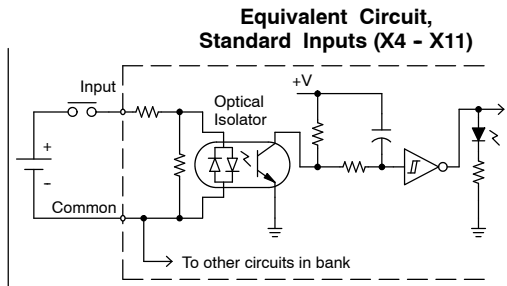 Equivalent Circuit,
Standard Inputs (X4 - X11)
+V
Input
Optical
Isolator
+
-
Common
To other circuits in bank